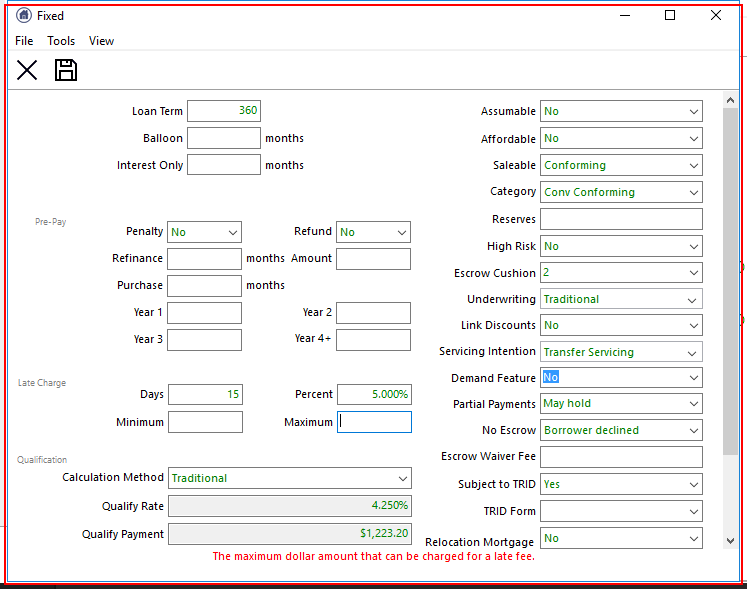 Fixed
File Tools View
Loan Term 360
Balloon months
Interest Only months
Pre-Pay
Penalty No Refund No
Refinance months Amount
Purchase months
Year 1 Year 2
Year 3 Year 4+
Late Charge
Days 15 Percent 5.000%
Minimum Maximum
Qualification
Calculation Method Traditional
Qualify Rate 4.250%
Qualify Payment $1,223.20
Assumable No
Affordable No
Saleable Conforming
Category Conv Conforming
Reserves
High Risk No
Escrow Cushion 2
Underwriting Traditional
Link Discounts No
Servicing Intention Transfer Servicing
Demand Feature No
Partial Payments May hold
No Escrow Borrower declined
Escrow Waiver Fee
Subject to TRID Yes
TRID Form
Relocation Mortgage No
The maximum dollar amount that can be charged for a late fee.